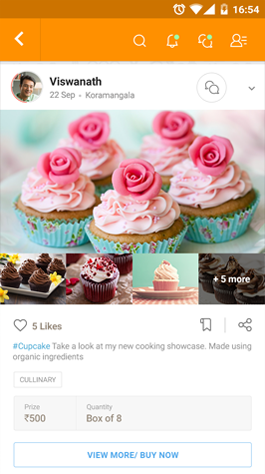 16:54
Viswanath
22 Sep • Koramangala
+ 5 more
5 Likes
#Cupcake Take a look at my new cooking showcase. Made using
organic ingredients
CULLINARY
Prize Quantity
₹500 Box of 8
VIEW MORE/ BUY NOW